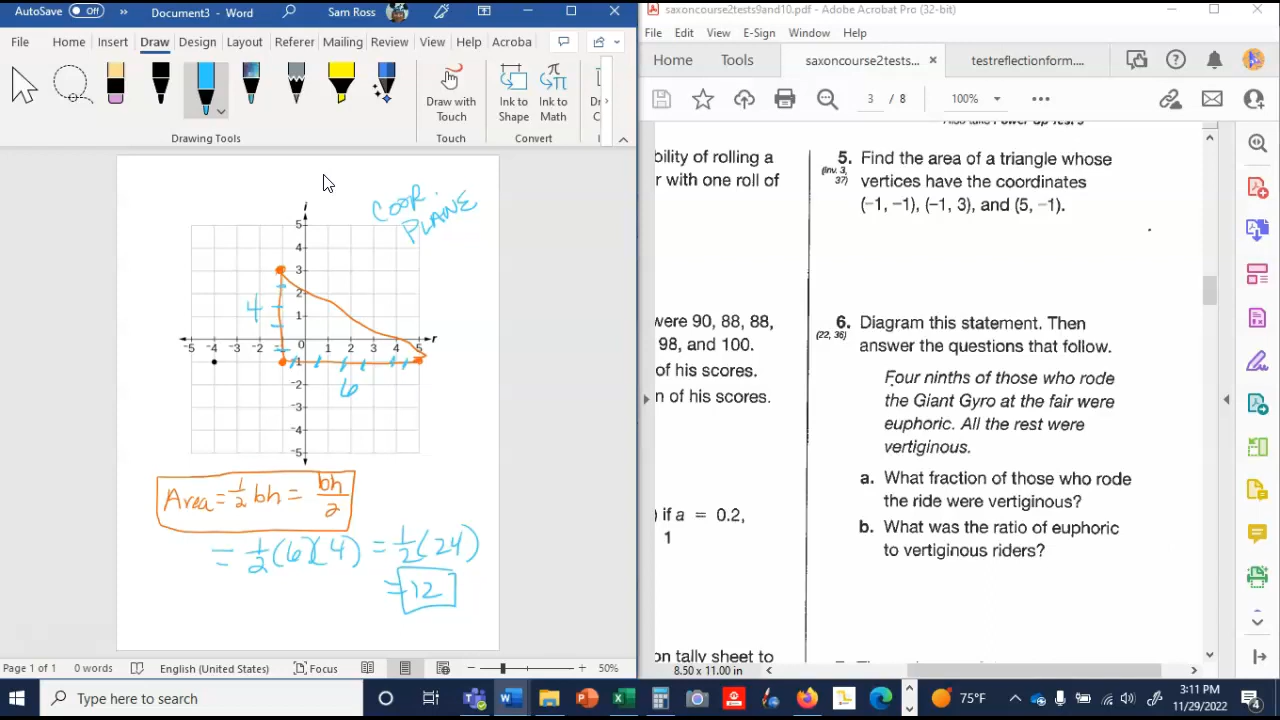 AutoSave Off Document3 - Word Sam Ross
File Home Insert Draw Design Layout Referer Mailing Review View Help Acroba
Draw with Touch
Ink to Shape
Ink to Math
Drawing Tools
Touch
Convert
COOR
PLAINE
5
4
3
2
1
0
-5 -4 -3 -2 1 2 3 4 5
r
-2
-3
-4
-5
4
6
Area = 1/2 bh = bh/2
= 1/2 (6)(4) = 1/2 (24)
= 12
Page 1 of 1 0 words English (United States) Focus 50%
saxoncourse2tests9and10.pdf - Adobe Acrobat Pro (32-bit)
File Edit View E-Sign Window Help
Home Tools saxoncourse2tests... × testreflectionform....
3 / 8 100%
bility of rolling a
r with one roll of
were 90, 88, 88,
98, and 100.
of his scores.
n of his scores.
) if a = 0.2,
1
on tally sheet to
5. Find the area of a triangle whose
(Inv. 3, 37)
vertices have the coordinates
(−1, −1), (−1, 3), and (5, −1).
6. Diagram this statement. Then
(22, 36)
answer the questions that follow.
Four ninths of those who rode
the Giant Gyro at the fair were
euphoric. All the rest were
vertiginous.
a. What fraction of those who rode
the ride were vertiginous?
b. What was the ratio of euphoric
to vertiginous riders?
8.50 x 11.00 in
Type here to search
75°F
3:11 PM
11/29/2022
4